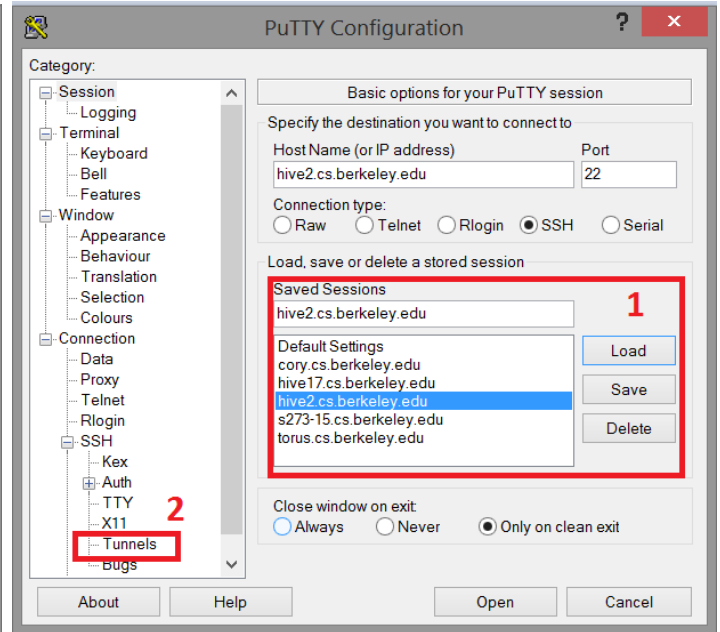 PuTTY Configuration
?
x
Category:
Session
Logging
Terminal
Keyboard
Bell
Features
Window
Appearance
Behaviour
Translation
Selection
Colours
Connection
Data
Proxy
Telnet
Rlogin
SSH
Kex
Auth
TTY
X11
2
Tunnels
Bugs
Basic options for your PuTTY session
Specify the destination you want to connect to
Host Name (or IP address) Port
hive2.cs.berkeley.edu 22
Connection type:
Raw Telnet Rlogin SSH Serial
Load, save or delete a stored session
Saved Sessions
1
hive2.cs.berkeley.edu
Default Settings
cory.cs.berkeley.edu
hive17.cs.berkeley.edu
hive2.cs.berkeley.edu
s273-15.cs.berkeley.edu
torus.cs.berkeley.edu
Load
Save
Delete
Close window on exit:
Always Never Only on clean exit
About Help Open Cancel